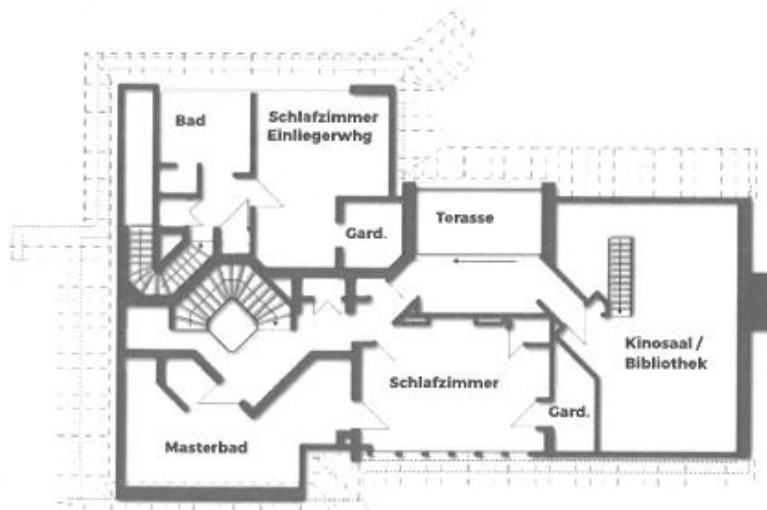 Bad
Schlafzimmer
Einliegerwhg
Gard.
Terasse
Kinosaal /
Bibliothek
Schlafzimmer
Gard.
Masterbad